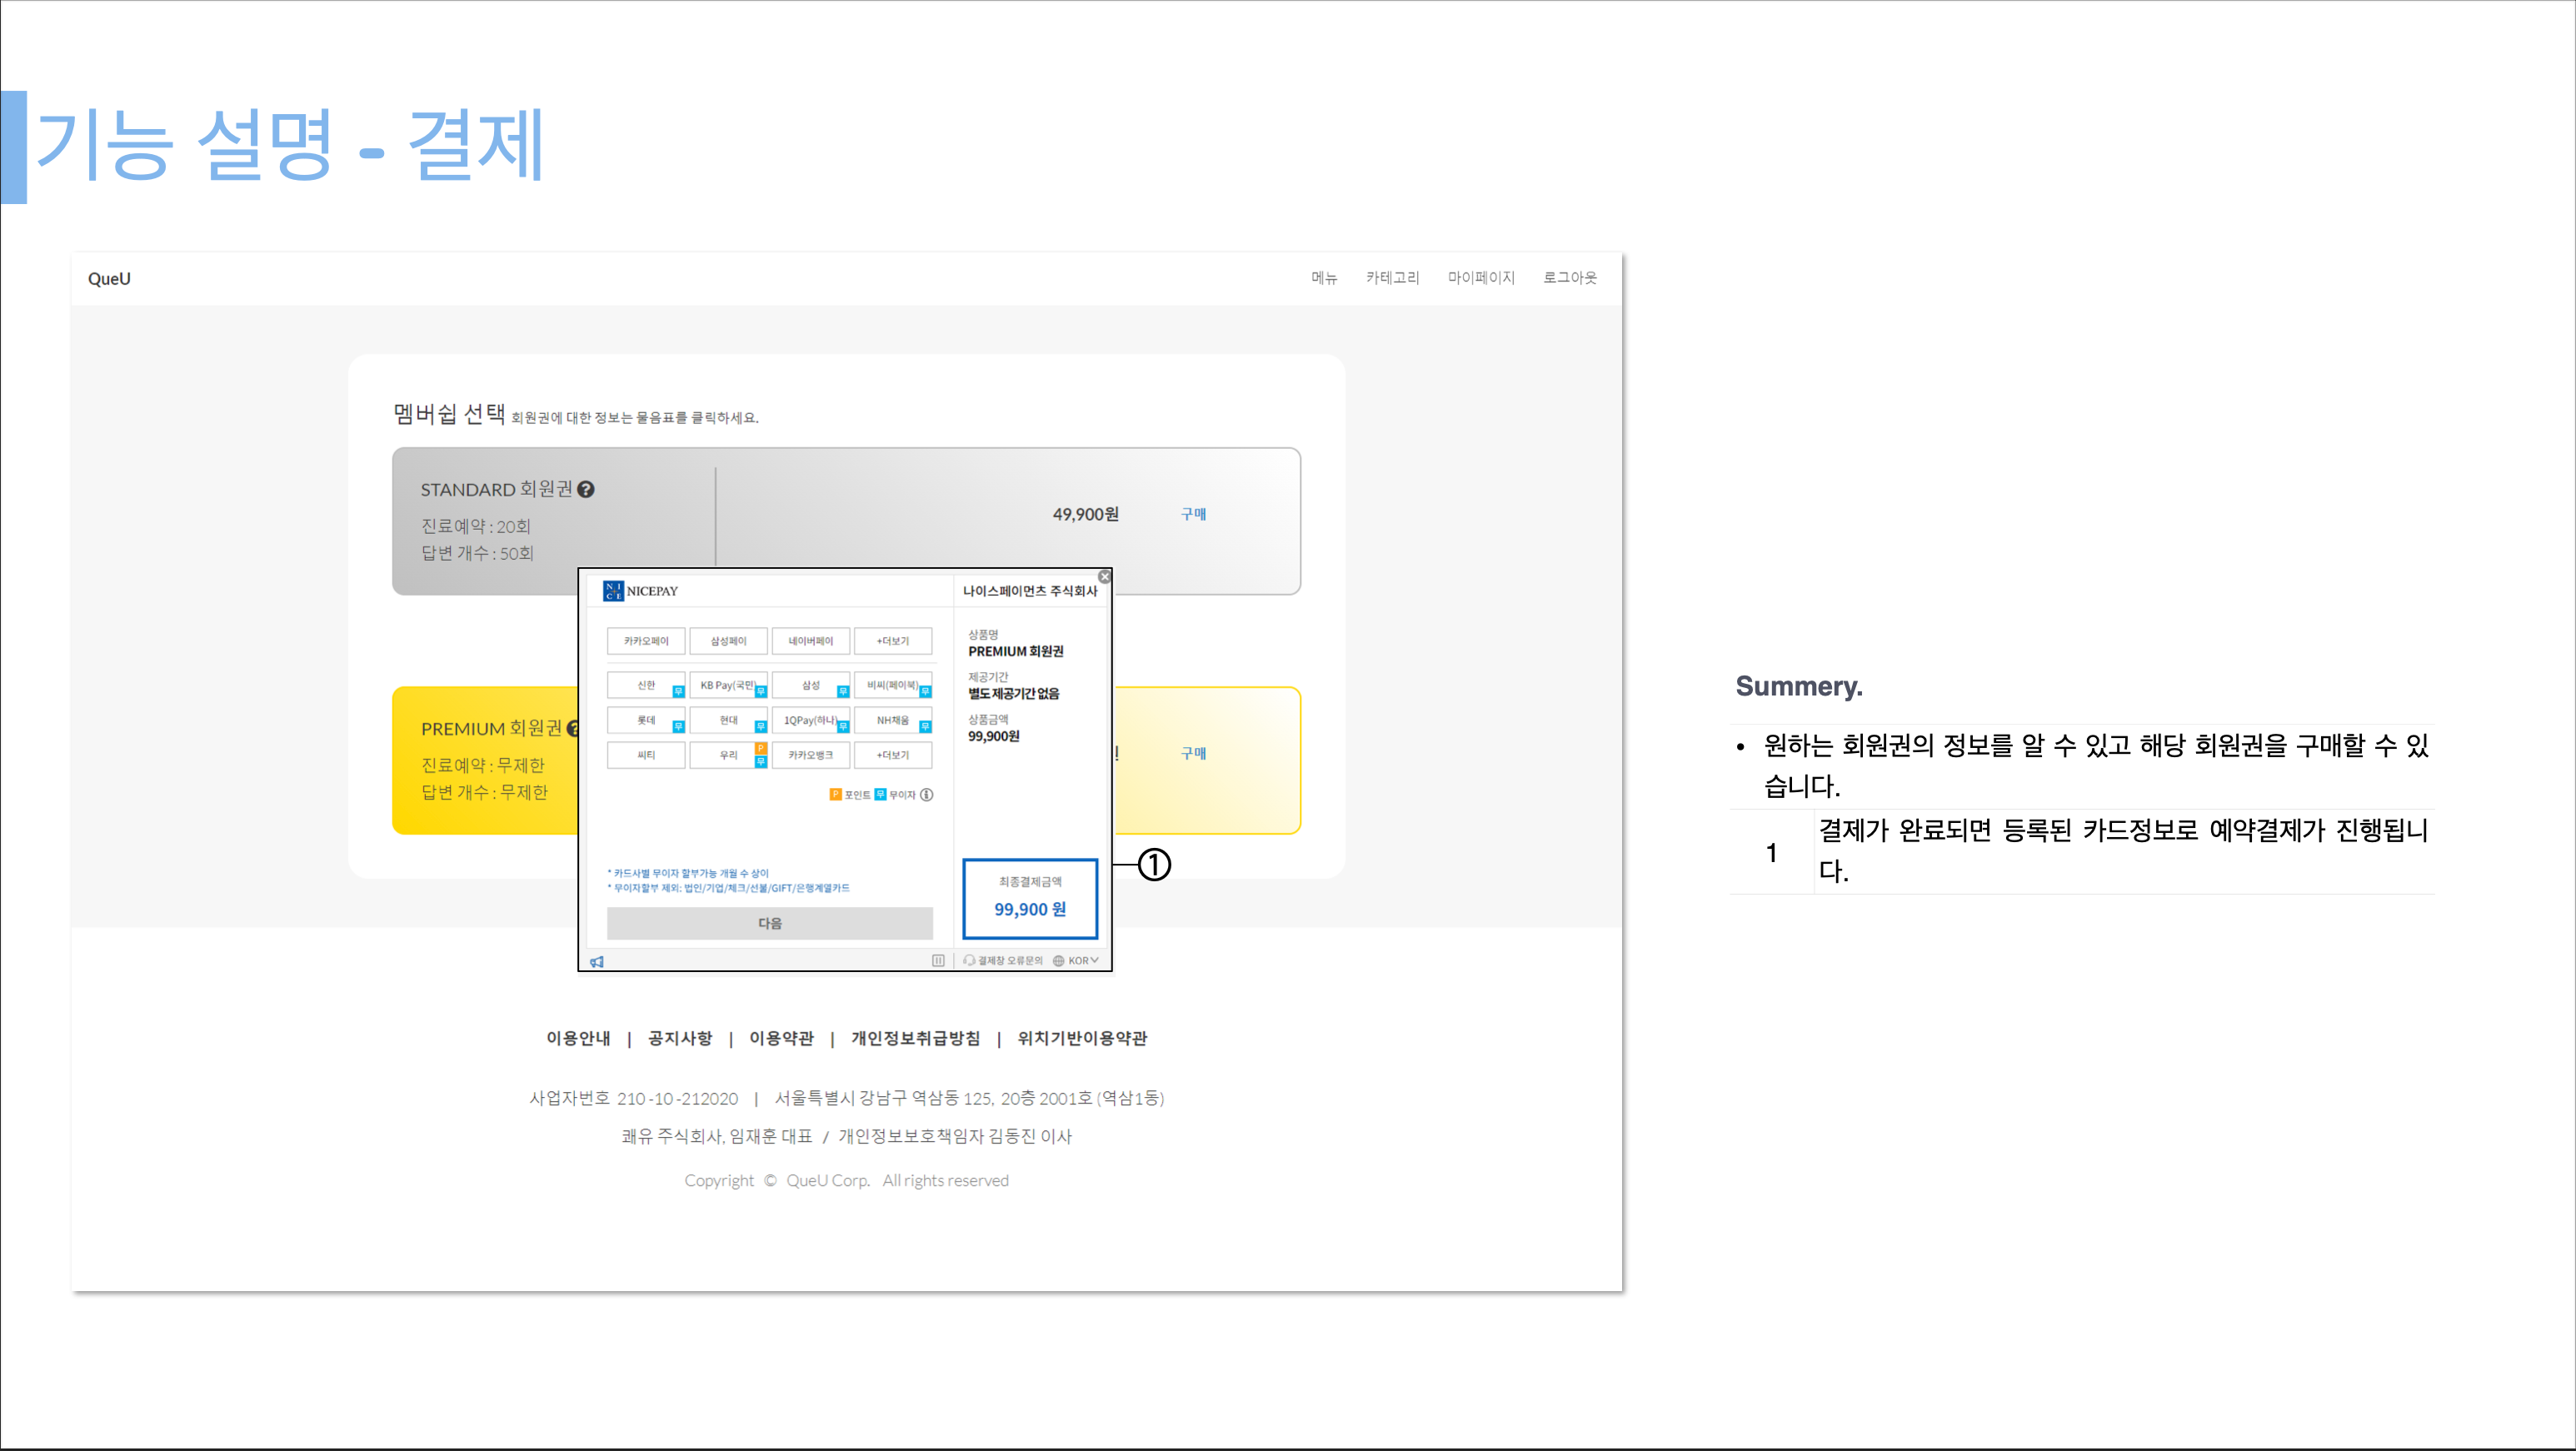 기능 설명 - 결제
QueU
메뉴 카테고리 마이페이지 로그아웃
멤버쉽 선택 회원권에 대한 정보는 물음표를 클릭하세요.
STANDARD 회원권 ?
진료예약 : 20회
답변 개수 : 50회
49,900원 구매
PREMIUM 회원권 ?
진료예약 : 무제한
답변 개수 : 무제한
구매
NICE NICEPAY
나이스페이먼츠 주식회사
카카오페이 삼성페이 네이버페이 +더보기
신한 무 KB Pay(국민) 무 삼성 무 비씨(페이북) 무
롯데 무 현대 무 1QPay(하나) 무 NH채움 무
씨티 우리 P 무 카카오뱅크 +더보기
P 포인트 무 무이자
* 카드사별 무이자 할부가능 개월 수 상이
* 무이자할부 제외: 법인/기업/체크/선불/GIFT/은행계열카드
다음
상품명
PREMIUM 회원권
제공기간
별도 제공기간 없음
상품금액
99,900원
최종결제금액
99,900 원
결제창 오류문의 KOR
①
이용안내 | 공지사항 | 이용약관 | 개인정보취급방침 | 위치기반이용약관
사업자번호 210 -10 -212020 | 서울특별시 강남구 역삼동 125, 20층 2001호 (역삼1동)
쾌유 주식회사, 임재훈 대표 / 개인정보보호책임자 김동진 이사
Copyright © QueU Corp. All rights reserved
Summery.
• 원하는 회원권의 정보를 알 수 있고 해당 회원권을 구매할 수 있
습니다.
1 결제가 완료되면 등록된 카드정보로 예약결제가 진행됩니
다.